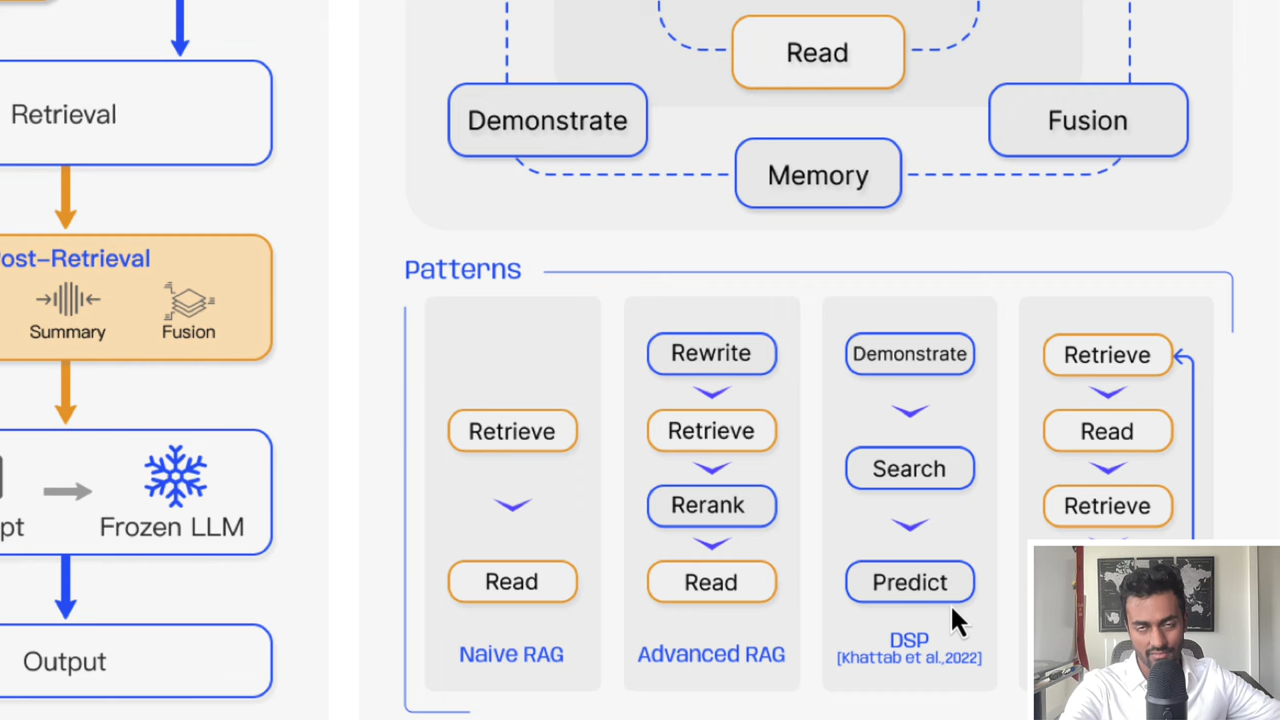 Retrieval
ost-Retrieval
Summary
Fusion
pt
Frozen LLM
Output
Read
Demonstrate
Fusion
Memory
Patterns
Retrieve
Read
Naive RAG
Rewrite
Retrieve
Rerank
Read
Advanced RAG
Demonstrate
Search
Predict
DSP
[Khattab et al.,2022]
Retrieve
Read
Retrieve